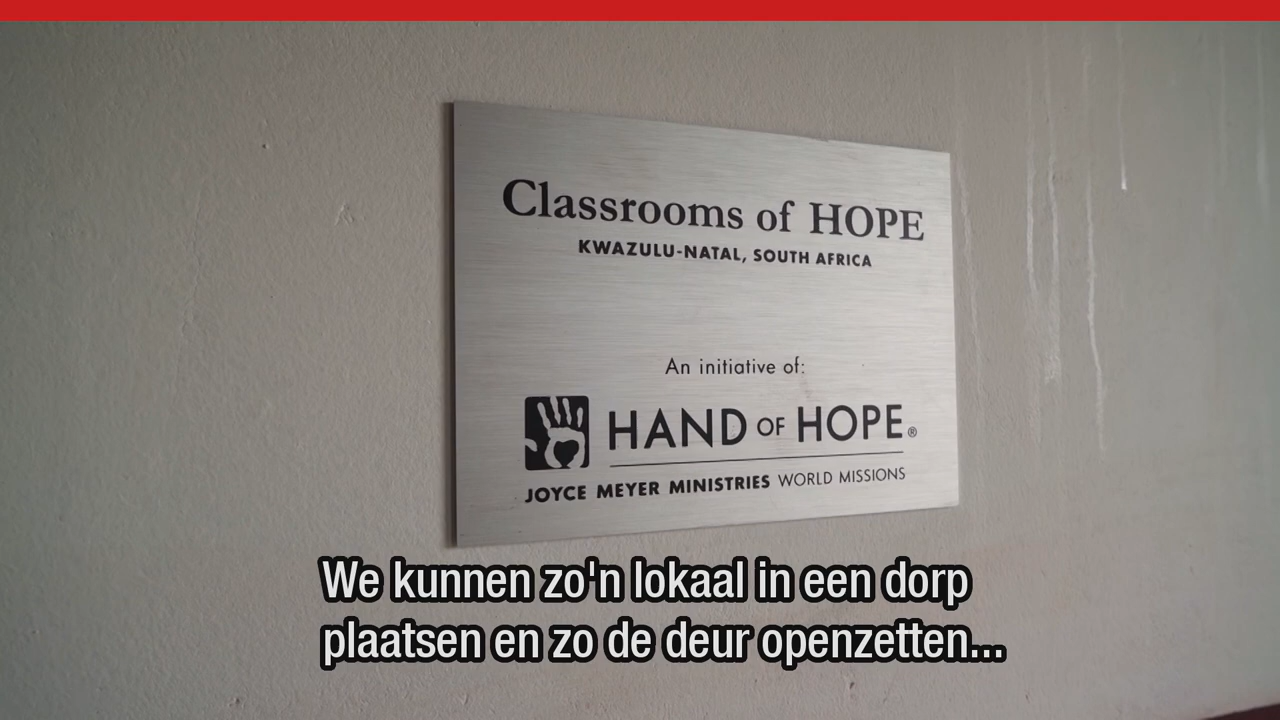 Classrooms of HOPE
KWAZULU-NATAL, SOUTH AFRICA
An initiative of:
HAND OF HOPE®
JOYCE MEYER MINISTRIES WORLD MISSIONS
We kunnen zo'n lokaal in een dorp
plaatsen en zo de deur openzetten...